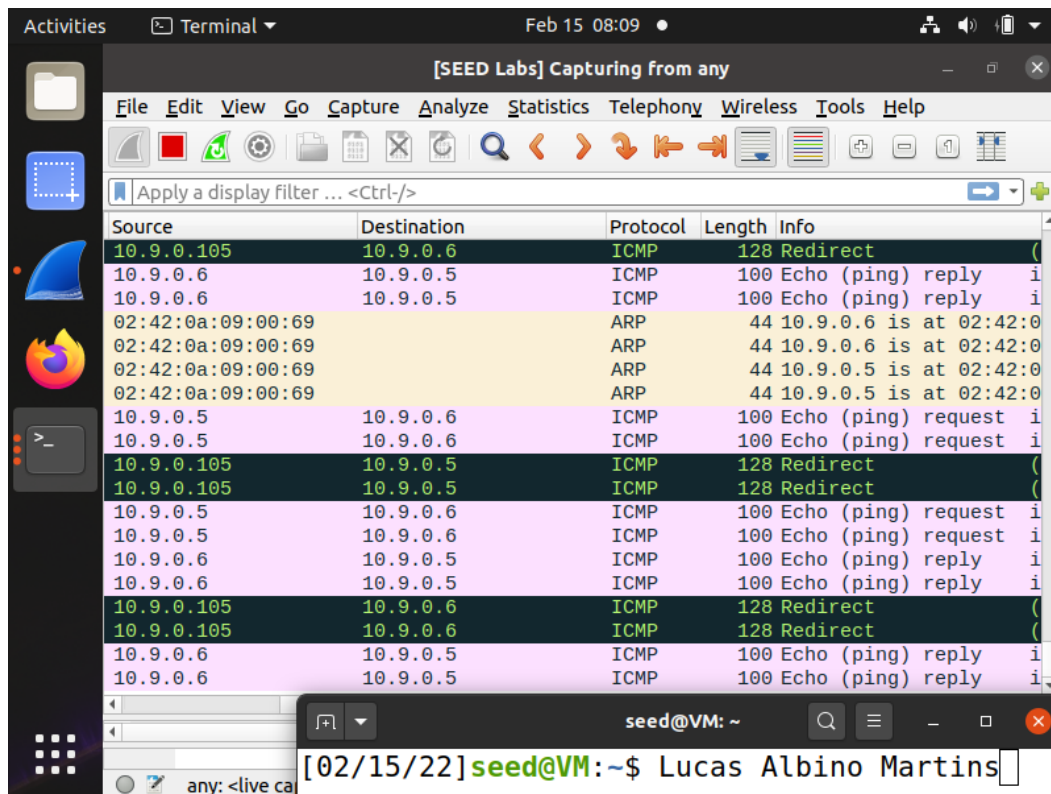 Activities Terminal Feb 15 08:09
[SEED Labs] Capturing from any
File Edit View Go Capture Analyze Statistics Telephony Wireless Tools Help
Apply a display filter … <Ctrl-/>
Source Destination Protocol Length Info
10.9.0.105 10.9.0.6 ICMP 128 Redirect (
10.9.0.6 10.9.0.5 ICMP 100 Echo (ping) reply i
10.9.0.6 10.9.0.5 ICMP 100 Echo (ping) reply i
02:42:0a:09:00:69 ARP 44 10.9.0.6 is at 02:42:0
02:42:0a:09:00:69 ARP 44 10.9.0.6 is at 02:42:0
02:42:0a:09:00:69 ARP 44 10.9.0.5 is at 02:42:0
02:42:0a:09:00:69 ARP 44 10.9.0.5 is at 02:42:0
10.9.0.5 10.9.0.6 ICMP 100 Echo (ping) request i
10.9.0.5 10.9.0.6 ICMP 100 Echo (ping) request i
10.9.0.105 10.9.0.5 ICMP 128 Redirect (
10.9.0.105 10.9.0.5 ICMP 128 Redirect (
10.9.0.5 10.9.0.6 ICMP 100 Echo (ping) request i
10.9.0.5 10.9.0.6 ICMP 100 Echo (ping) request i
10.9.0.6 10.9.0.5 ICMP 100 Echo (ping) reply i
10.9.0.6 10.9.0.5 ICMP 100 Echo (ping) reply i
10.9.0.105 10.9.0.6 ICMP 128 Redirect (
10.9.0.105 10.9.0.6 ICMP 128 Redirect (
10.9.0.6 10.9.0.5 ICMP 100 Echo (ping) reply i
10.9.0.6 10.9.0.5 ICMP 100 Echo (ping) reply i
seed@VM: ~
[02/15/22]seed@VM:~$ Lucas Albino Martins
any: <live ca